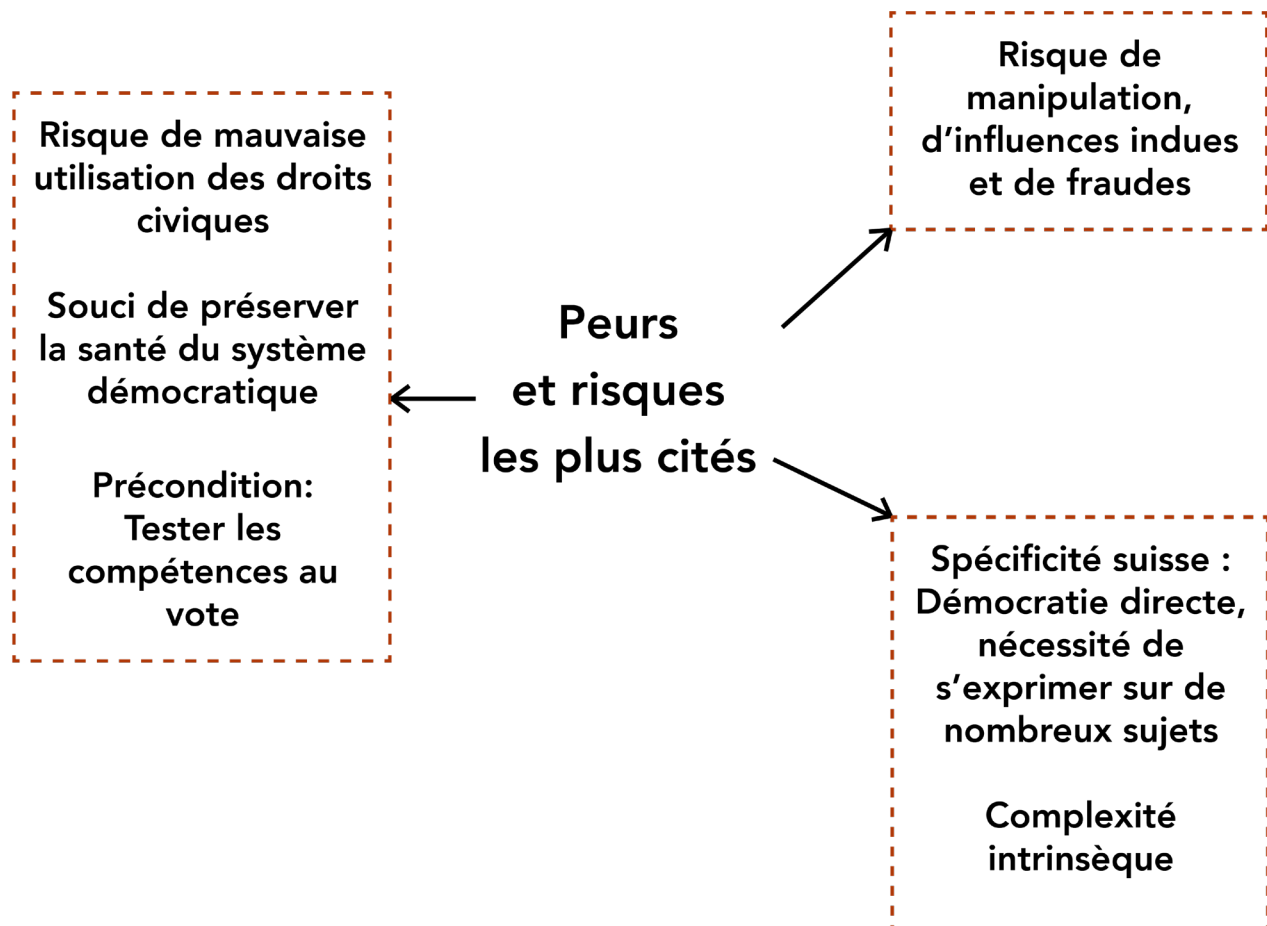 Risque de mauvaise
utilisation des droits
civiques
Souci de préserver
la santé du système
démocratique
Précondition:
Tester les
compétences au
vote
Peurs
et risques
les plus cités
Risque de
manipulation,
d’influences indues
et de fraudes
Spécificité suisse :
Démocratie directe,
nécessité de
s’exprimer sur de
nombreux sujets
Complexité
intrinsèque